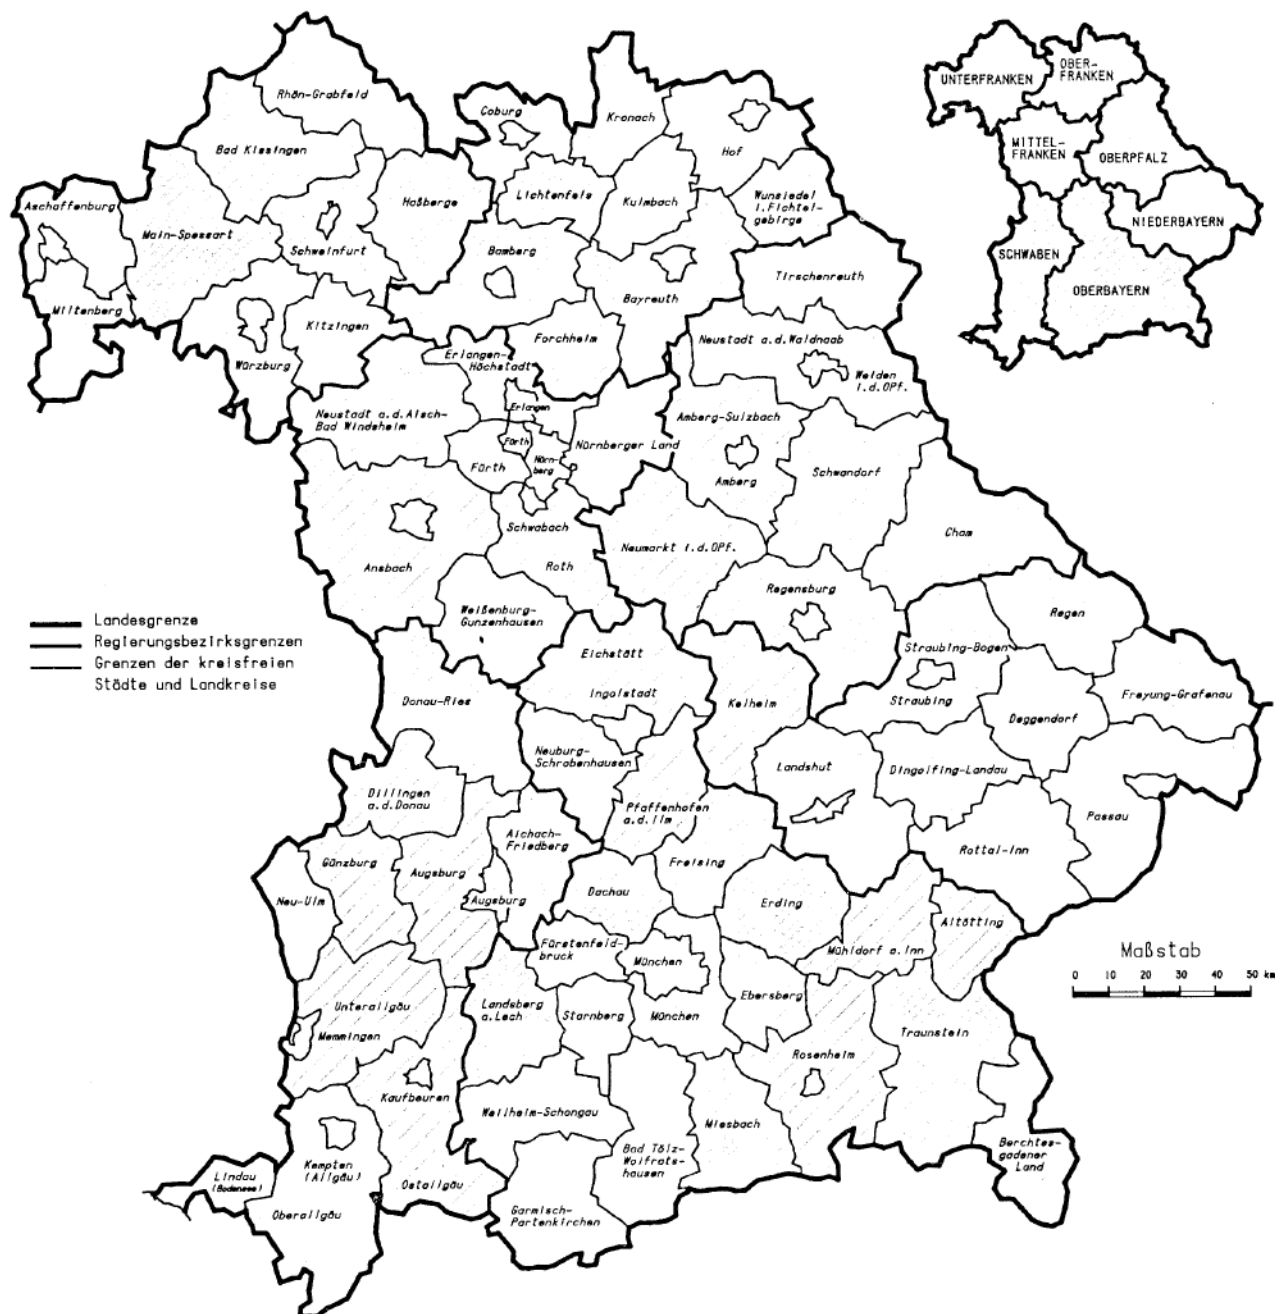 Rhön-Grabfeld
Bad Kissingen
Coburg
Kronach
Hof
Aschaffenburg
Main-Spessart
Schweinfurt
Haßberge
Lichtenfels
Kulmbach
Wunsiedel
i.Fichtel-
gebirge
Bamberg
Bayreuth
Tirschenreuth
Miltenberg
Würzburg
Kitzingen
Forchheim
Erlangen-
Höchstadt
Neustadt a.d.Waldnaab
Weiden
i.d.OPf.
Neustadt a.d.Aisch-
Bad Windsheim
Erlangen
Fürth
Fürth
Nürn-
berg
Nürnberger Land
Amberg-Sulzbach
Amberg
Schwandorf
Ansbach
Schwabach
Roth
Neumarkt i.d.OPf.
Cham
Weißenburg-
Gunzenhausen
Regensburg
Regen
Straubing-Bogen
Straubing
Eichstätt
Ingolstadt
Kelheim
Deggendorf
Freyung-Grafenau
Donau-Ries
Neuburg-
Schrobenhausen
Landshut
Dingolfing-Landau
Passau
Dillingen
a.d.Donau
Pfaffenhofen
a.d.Ilm
Rottal-Inn
Günzburg
Augsburg
Aichach-
Friedberg
Augsburg
Freising
Dachau
Erding
Neu-Ulm
Mühldorf a.Inn
Altötting
Fürstenfeld-
bruck
München
Ebersberg
Unterallgäu
Memmingen
Landsberg
a.Lech
Starnberg
München
Rosenheim
Traunstein
Kaufbeuren
Weilheim-Schongau
Miesbach
Bad Tölz-
Wolfrats-
hausen
Berchtes-
gadener
Land
Lindau
(Bodensee)
Kempten
(Allgäu)
Oberallgäu
Ostallgäu
Garmisch-
Partenkirchen
UNTERFRANKEN
OBER-
FRANKEN
MITTEL-
FRANKEN
OBERPFALZ
NIEDERBAYERN
SCHWABEN
OBERBAYERN
Landesgrenze
Regierungsbezirksgrenzen
Grenzen der kreisfreien
Städte und Landkreise
Maßstab
0 10 20 30 40 50 km